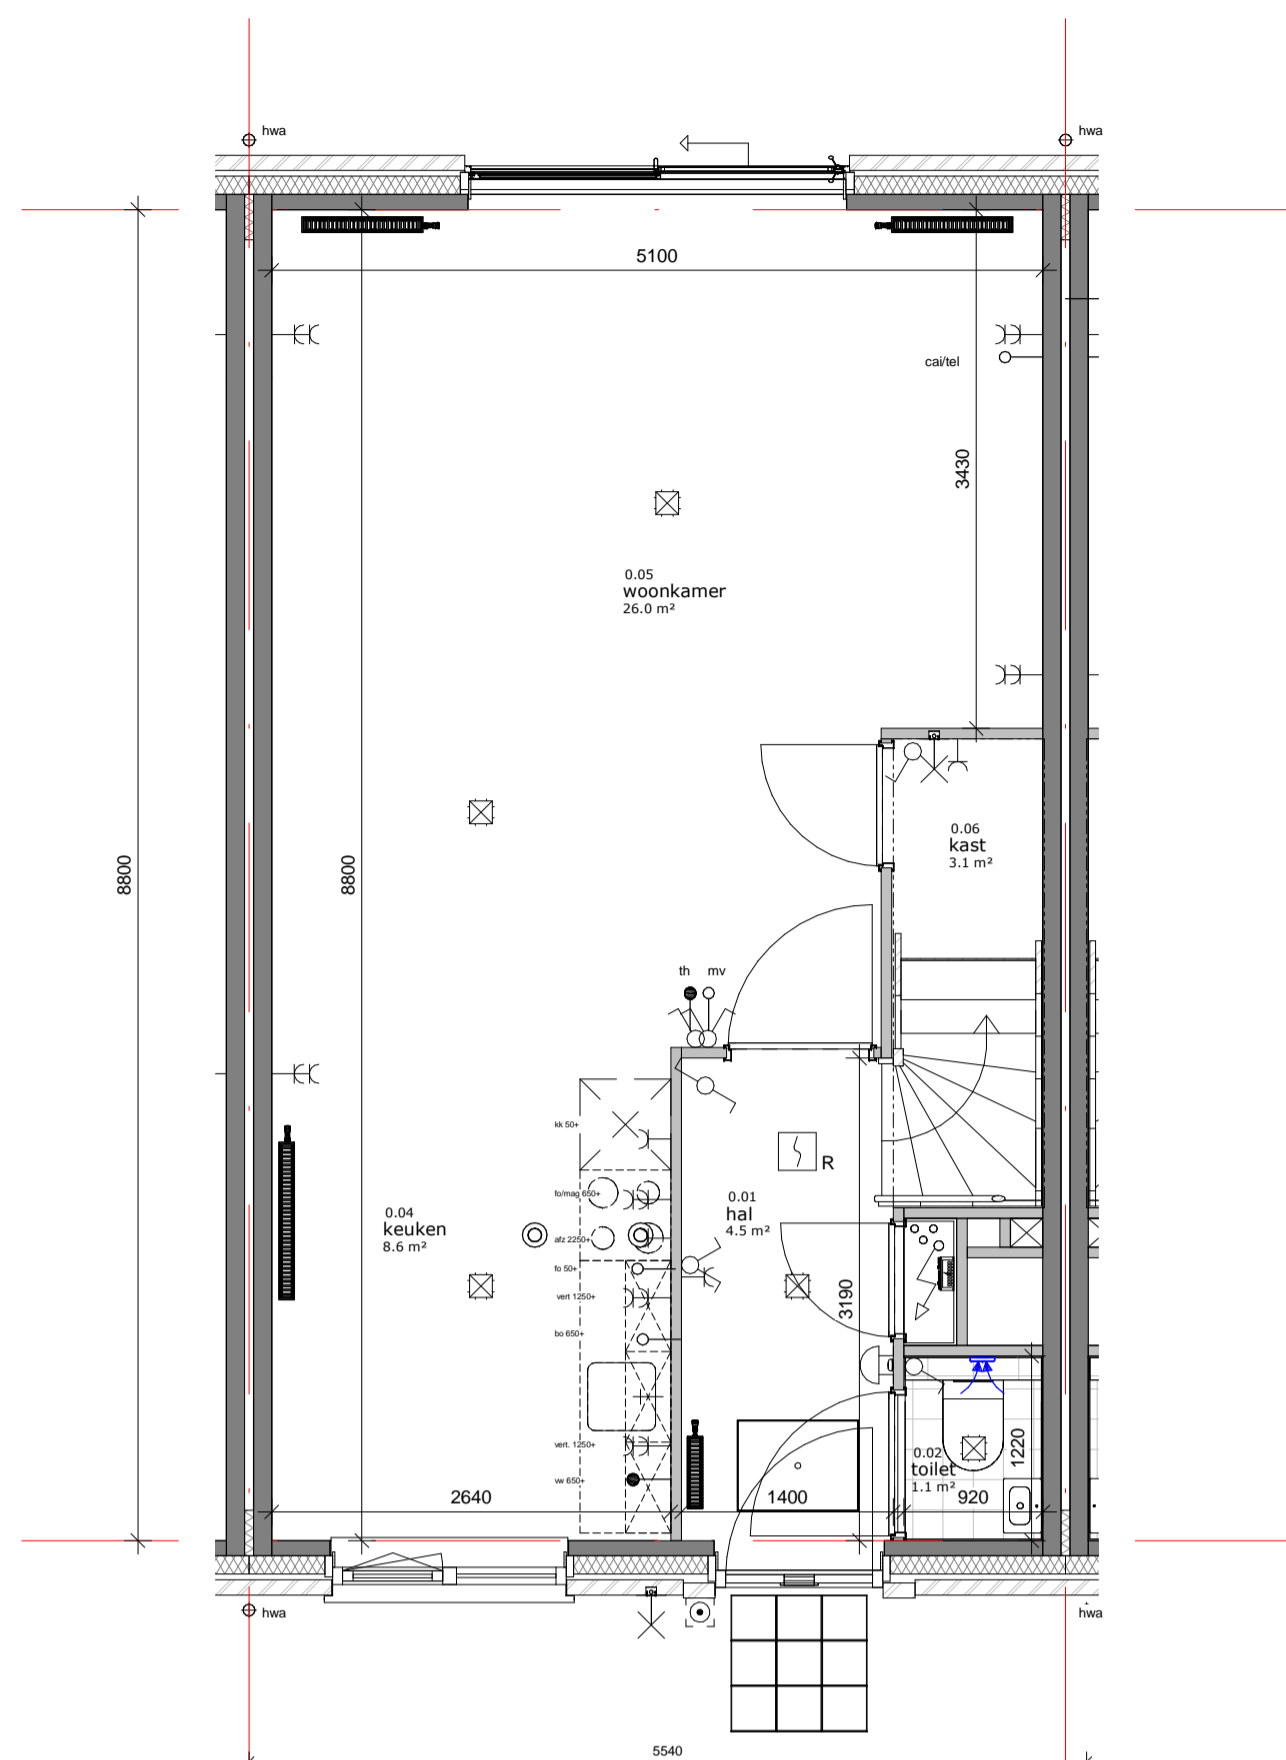 hwa
hwa
5100
cai/tel
3430
0.05
woonkamer
26.0 m²
0.06
kast
3.1 m²
8800
8800
th mv
kk 50+
fo/mag 650+
R
0.01
hal
4.5 m²
0.04
keuken
8.6 m²
afz 2250+
fo 50+
vert 1250+
bo 650+
3190
vert. 1250+
vw 650+
1220
0.02
toilet
1.1 m²
2640
1400
920
hwa
hwa
5540